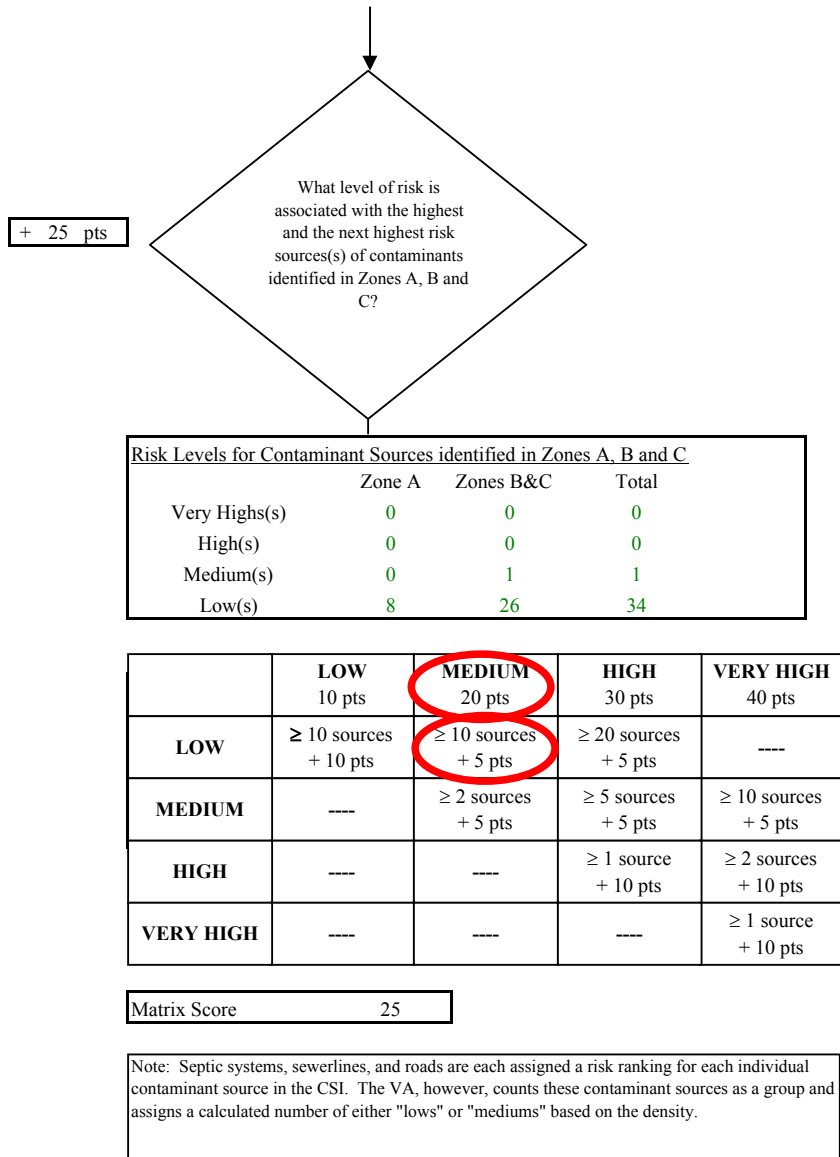 What level of risk is
associated with the highest
and the next highest risk
sources(s) of contaminants
identified in Zones A, B and
C?
+ 25 pts
Risk Levels for Contaminant Sources identified in Zones A, B and C
Zone A Zones B&C Total
Very Highs(s) 0 0 0
High(s) 0 0 0
Medium(s) 0 1 1
Low(s) 8 26 34
LOW MEDIUM HIGH VERY HIGH
10 pts 20 pts 30 pts 40 pts
LOW ≥ 10 sources ≥ 10 sources ≥ 20 sources ----
+ 10 pts + 5 pts + 5 pts
MEDIUM ---- ≥ 2 sources ≥ 5 sources ≥ 10 sources
+ 5 pts + 5 pts + 5 pts
HIGH ---- ---- ≥ 1 source ≥ 2 sources
+ 10 pts + 10 pts
VERY HIGH ---- ---- ---- ≥ 1 source
+ 10 pts
Matrix Score 25
Note: Septic systems, sewerlines, and roads are each assigned a risk ranking for each individual
contaminant source in the CSI. The VA, however, counts these contaminant sources as a group and
assigns a calculated number of either "lows" or "mediums" based on the density.